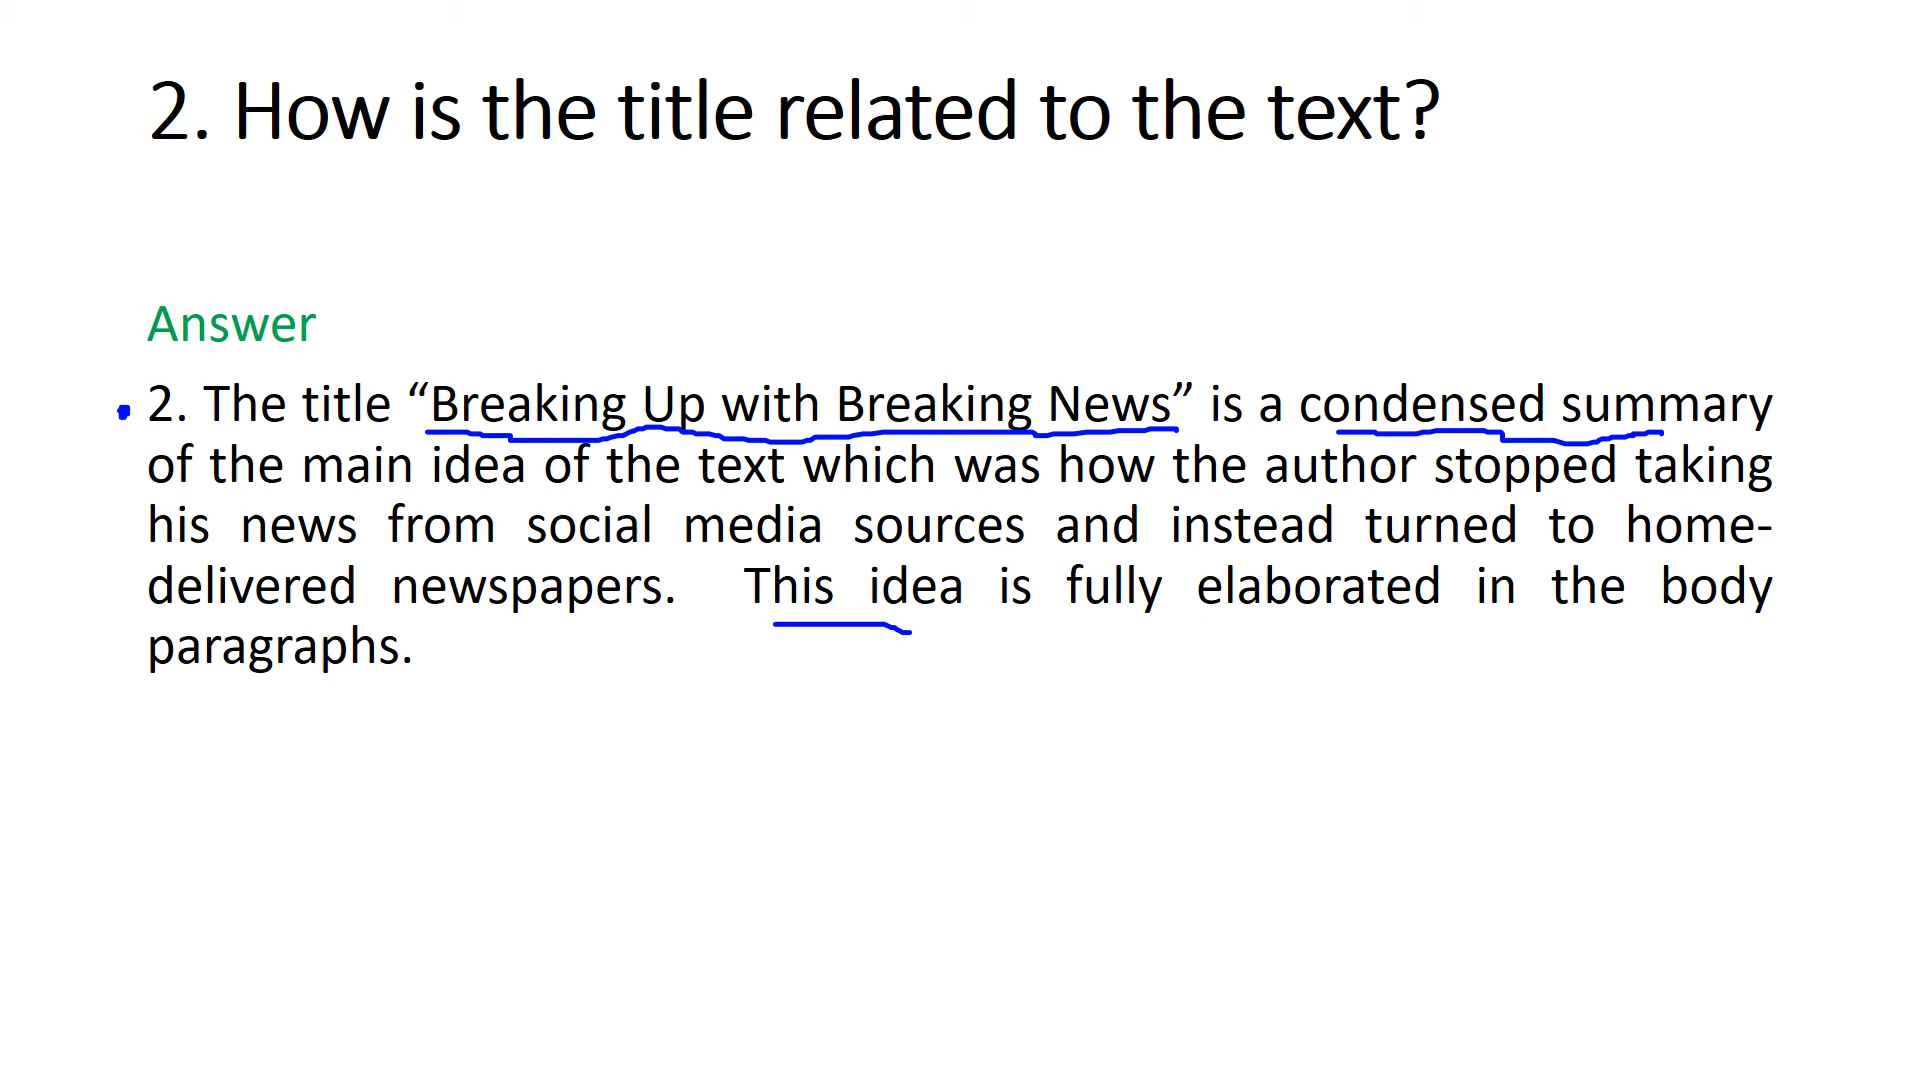 2. How is the title related to the text?
Answer
2. The title “Breaking Up with Breaking News” is a condensed summary
of the main idea of the text which was how the author stopped taking
his news from social media sources and instead turned to home-
delivered newspapers. This idea is fully elaborated in the body
paragraphs.